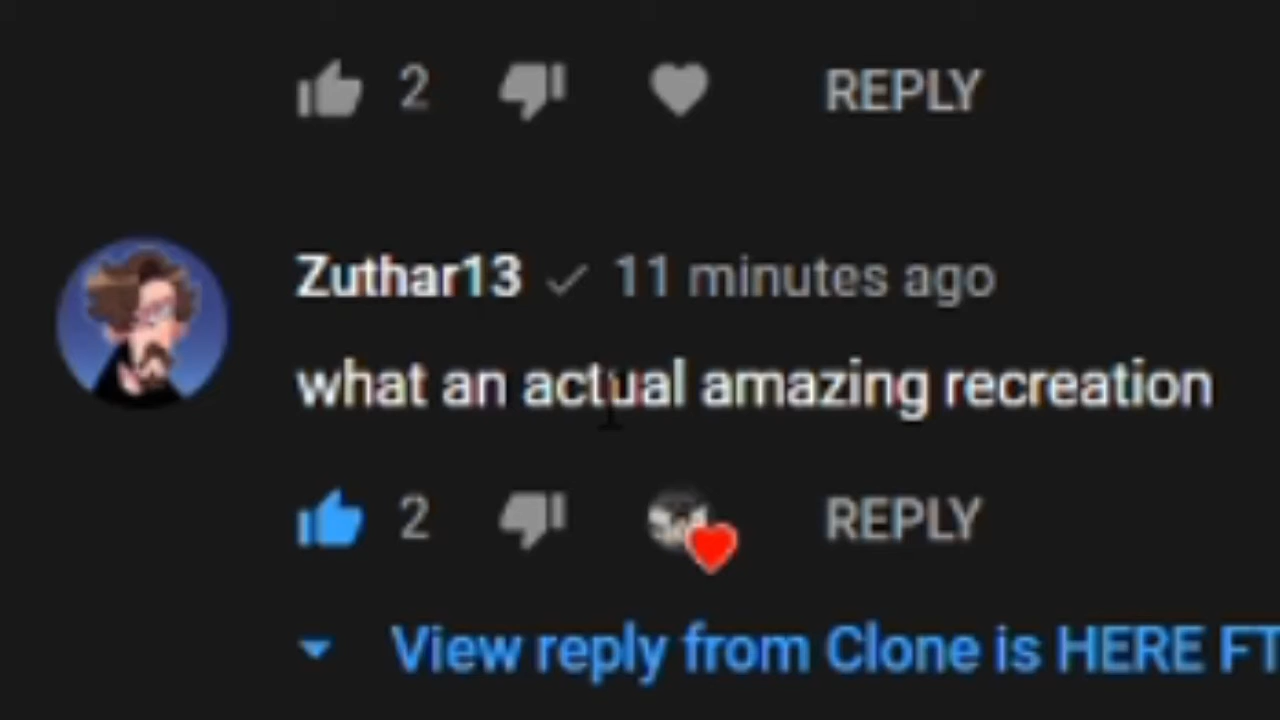 2 REPLY
Zuthar13 11 minutes ago
what an actual amazing recreation
2 REPLY
View reply from Clone is HERE FT